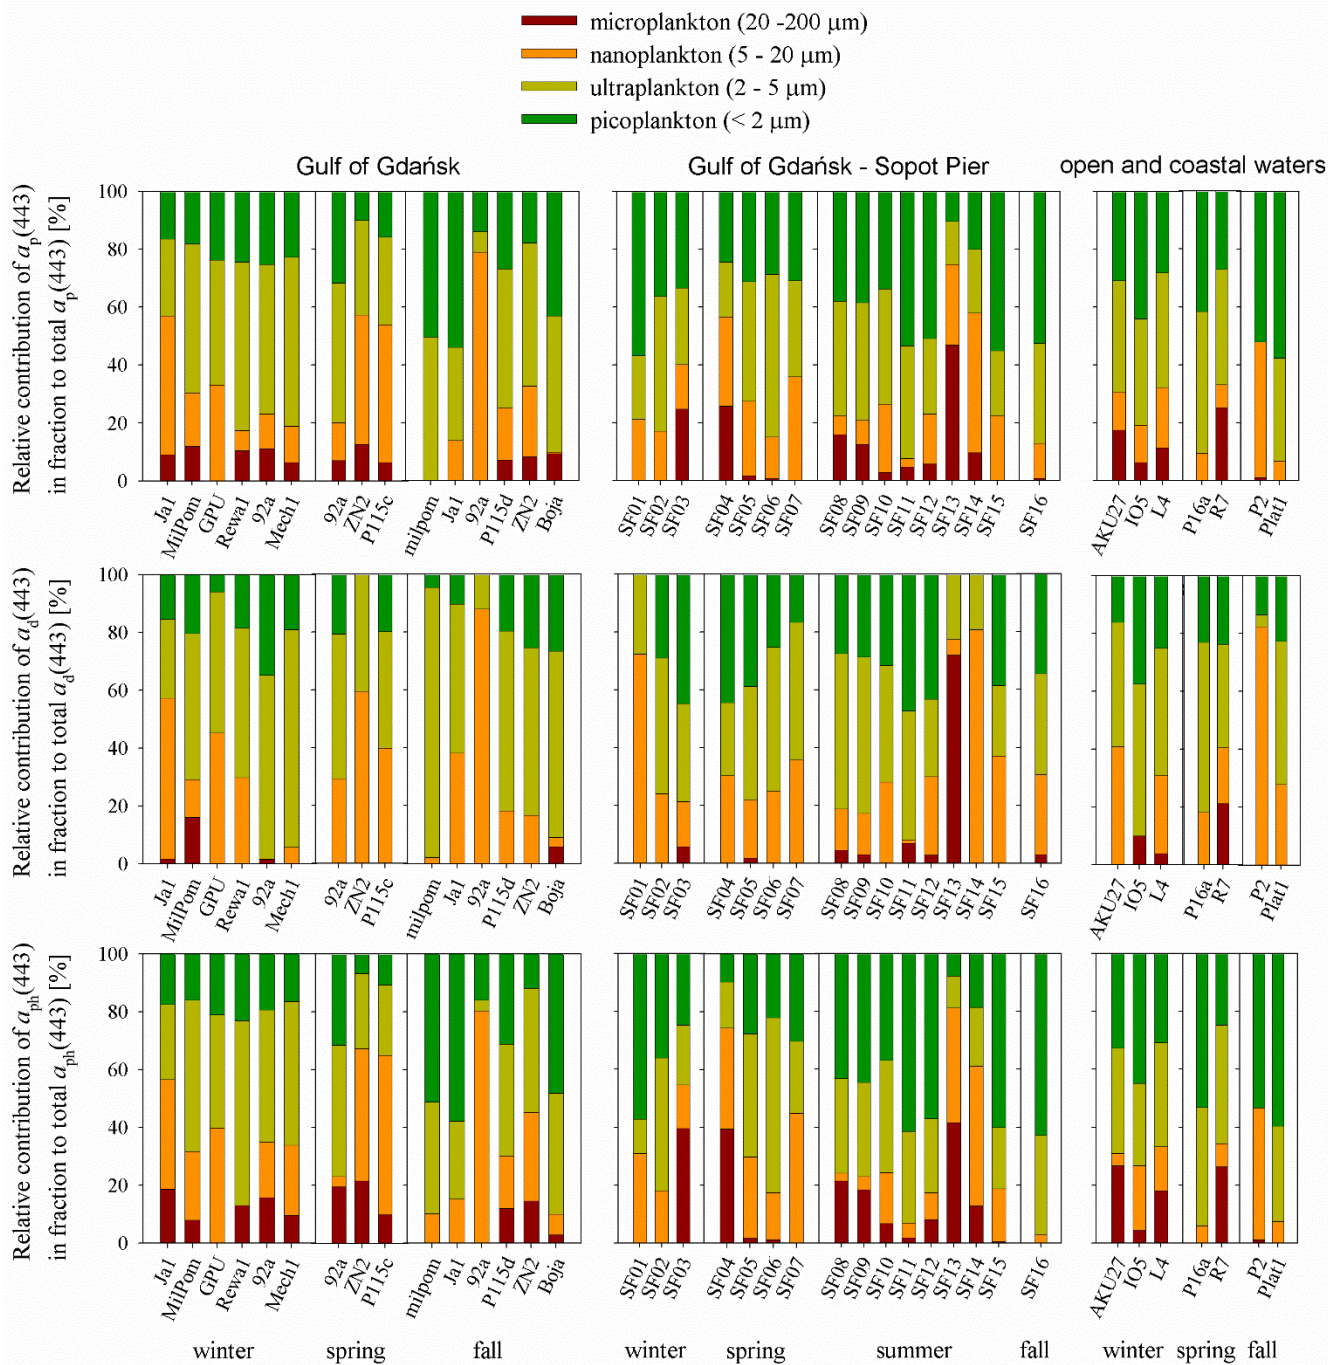 microplankton (20 -200 μm)
nanoplankton (5 - 20 μm)
ultraplankton (2 - 5 μm)
picoplankton (< 2 μm)
Gulf of Gdańsk
Gulf of Gdańsk - Sopot Pier
open and coastal waters
Relative contribution of ap(443)
in fraction to total ap(443) [%]
100
80
60
40
20
0
Ja1 MilPom GPU Rewa1 92a Mech1 92a ZN2 P115c milpom Ja1 92a P115d ZN2 Boja
SF01 SF02 SF03 SF04 SF05 SF06 SF07 SF08 SF09 SF10 SF11 SF12 SF13 SF14 SF15 SF16
AKU27 IO5 L4 P16a R7 P2 Plat1
Relative contribution of ad(443)
in fraction to total ad(443) [%]
100
80
60
40
20
0
Ja1 MilPom GPU Rewa1 92a Mech1 92a ZN2 P115c milpom Ja1 92a P115d ZN2 Boja
SF01 SF02 SF03 SF04 SF05 SF06 SF07 SF08 SF09 SF10 SF11 SF12 SF13 SF14 SF15 SF16
AKU27 IO5 L4 P16a R7 P2 Plat1
Relative contribution of aph(443)
in fraction to total aph(443) [%]
100
80
60
40
20
0
Ja1 MilPom GPU Rewa1 92a Mech1 92a ZN2 P115c milpom Ja1 92a P115d ZN2 Boja
SF01 SF02 SF03 SF04 SF05 SF06 SF07 SF08 SF09 SF10 SF11 SF12 SF13 SF14 SF15 SF16
AKU27 IO5 L4 P16a R7 P2 Plat1
winter spring fall
winter spring summer fall
winter spring fall